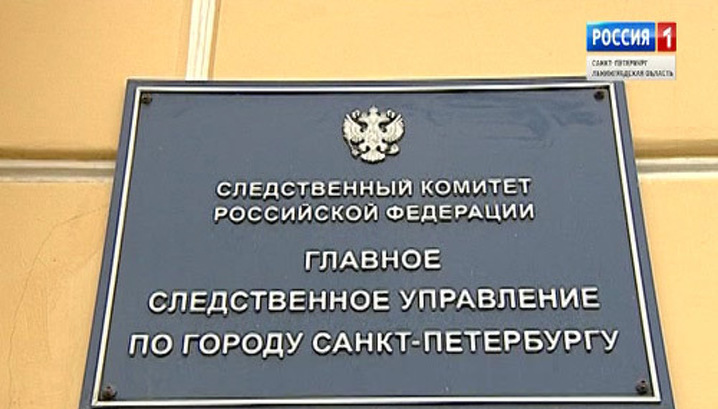 РОССИЯ 1
САНКТ-ПЕТЕРБУРГ
ЛЕНИНГРАДСКАЯ ОБЛАСТЬ
СЛЕДСТВЕННЫЙ КОМИТЕТ
РОССИЙСКОЙ ФЕДЕРАЦИИ
ГЛАВНОЕ
СЛЕДСТВЕННОЕ УПРАВЛЕНИЕ
ПО ГОРОДУ САНКТ-ПЕТЕРБУРГУ